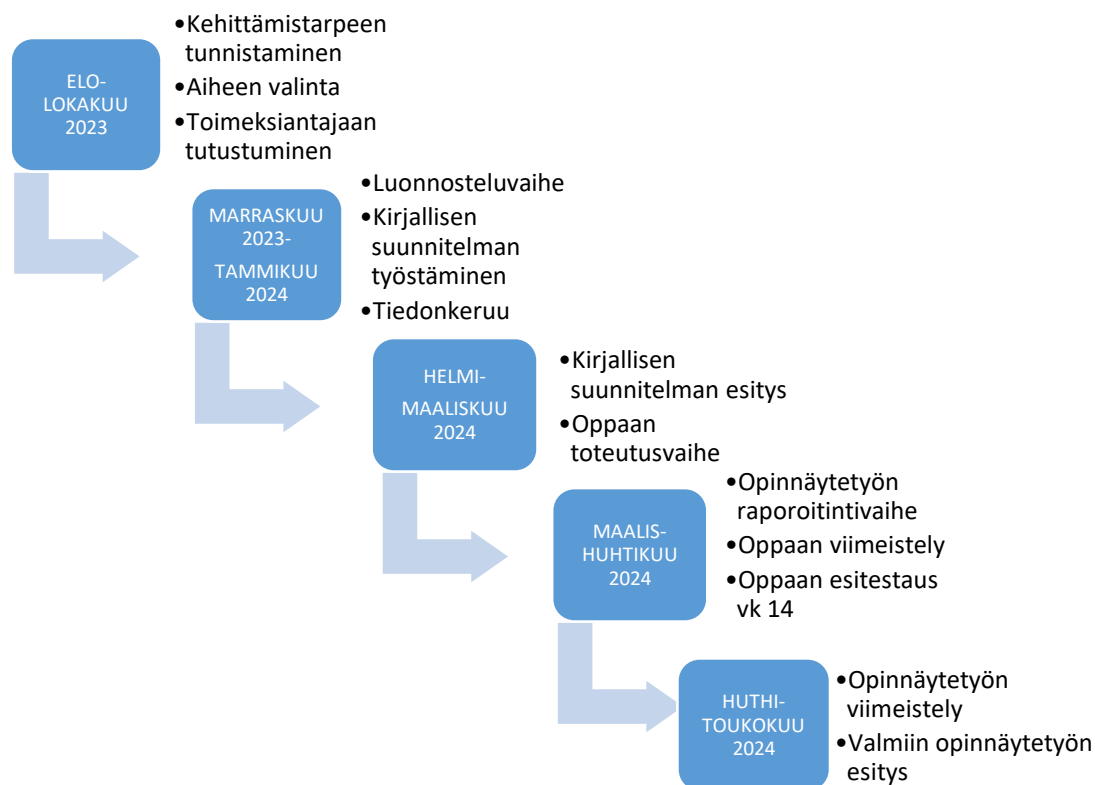 ELO-
LOKAKUU
2023
•Kehittämistarpeen
tunnistaminen
•Aiheen valinta
•Toimeksiantajaan
tutustuminen
MARRASKUU
2023-
TAMMIKUU
2024
•Luonnosteluvaihe
•Kirjallisen
suunnitelman
työstäminen
•Tiedonkeruu
HELMI-
MAALISKUU
2024
•Kirjallisen
suunnitelman esitys
•Oppaan
toteutusvaihe
MAALIS-
HUHTIKUU
2024
•Opinnäytetyön
raporoitintivaihe
•Oppaan viimeistely
•Oppaan esitestaus
vk 14
HUTHI-
TOUKOKUU
2024
•Opinnäytetyön
viimeistely
•Valmiin opinnäytetyön
esitys